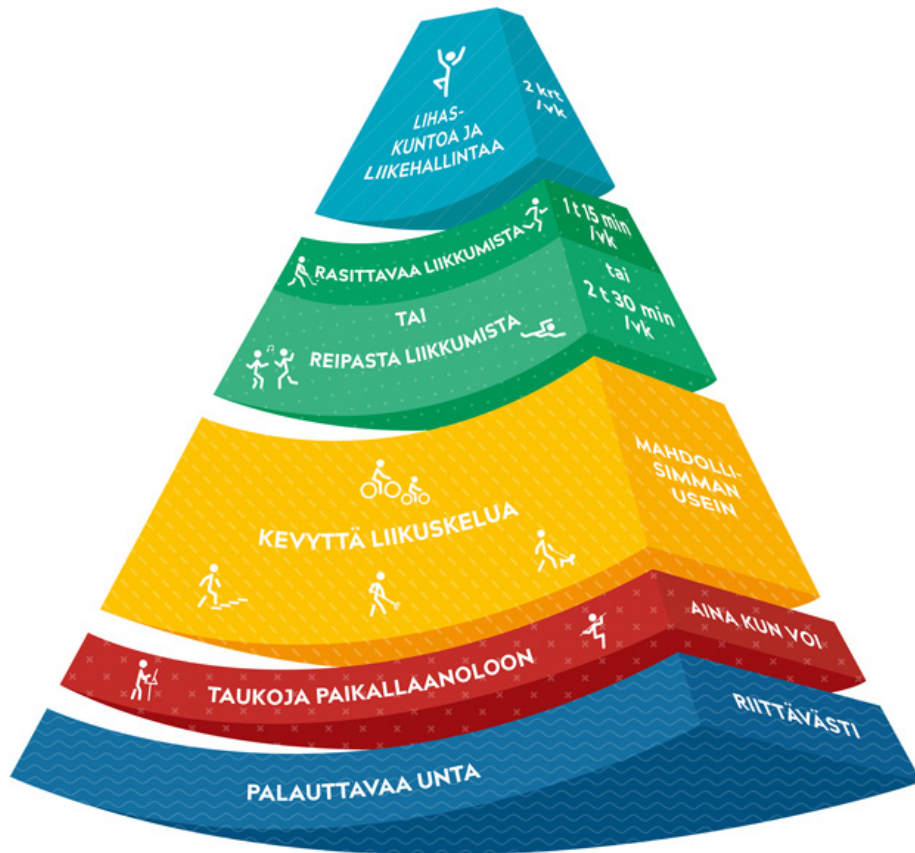 LIHAS-
KUNTOA JA
LIIKEHALLINTAA
2 krt
/vk
RASITTAVAA LIIKKUMISTA
1 t 15 min
/vk
TAI
REIPASTA LIIKKUMISTA
tai
2 t 30 min
/vk
KEVYTTÄ LIIKUSKELUA
MAHDOLLI-
SIMMAN
USEIN
TAUKOJA PAIKALLAANOLOON
AINA KUN VOI
PALAUTTAVAA UNTA
RIITTÄVÄSTI